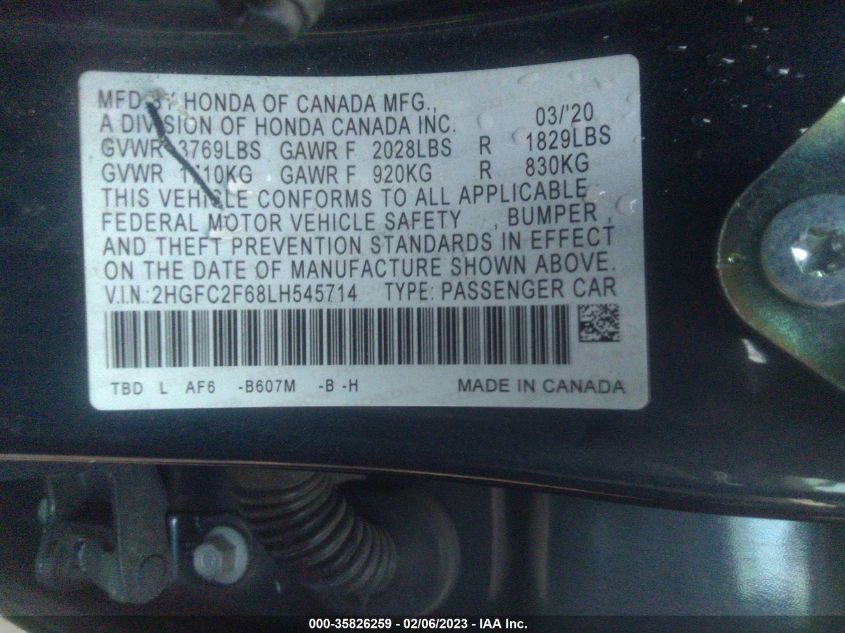 MFD BY HONDA OF CANADA MFG.,
A DIVISION OF HONDA CANADA INC. 03/'20
GVWR 3769LBS GAWR F 2028LBS R 1829LBS
GVWR 1710KG GAWR F 920KG R 830KG
THIS VEHICLE CONFORMS TO ALL APPLICABLE
FEDERAL MOTOR VEHICLE SAFETY , BUMPER ,
AND THEFT PREVENTION STANDARDS IN EFFECT
ON THE DATE OF MANUFACTURE SHOWN ABOVE.
V.I.N.:2HGFC2F68LH545714 TYPE: PASSENGER CAR
TBD L AF6 -B607M -B -H MADE IN CANADA
000-35826259 - 02/06/2023 - IAA Inc.